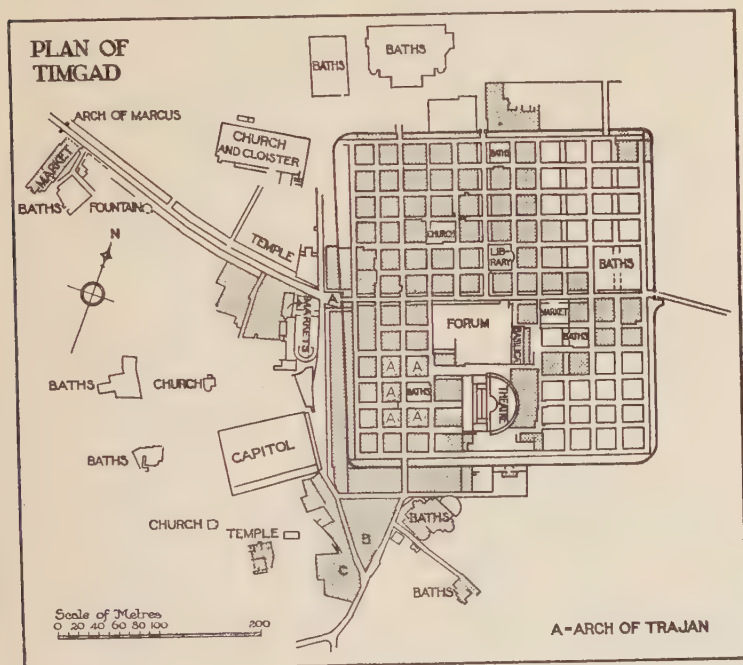 PLAN OF
TIMGAD
BATHS
BATHS
ARCH OF MARCUS
MARKET
CHURCH
AND CLOISTER
BATHS
FOUNTAIN
BATHS
CHURCH
LIB
RARY
BATHS
N
TEMPLE
A
MARKETS
FORUM
MARKET
BASILICA
BATHS
A A
A BATHS
A A
THEATRE
BATHS
CHURCH
CAPITOL
BATHS
CHURCH
TEMPLE
B
BATHS
C
BATHS
Scale of Metres
0 20 40 60 80 100 200
A=ARCH OF TRAJAN